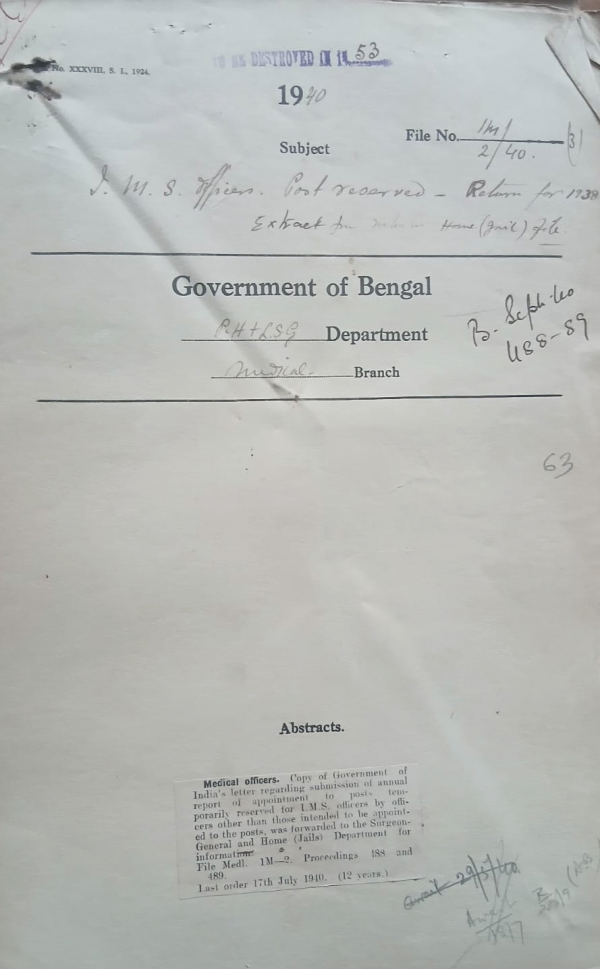 No. XXXVIII, S. I., 1924.
TO BE DESTROYED IN 1953
1940
Subject
File No. 1M/
2/40. (3)
I. M. S. officers. Post reserved – Return for 1938
Extract Home (Jail) file.
Government of Bengal
P.H & LSG Department
Medical Branch
B. Sept. 40
488-89
63
Abstracts.
Medical officers. Copy of Government of
India's letter regarding submission of annual
report of appointment to posts tem-
porarily reserved for I.M.S. officers by offi-
cers other than those intended to be appoint-
ed to the posts, was forwarded to the Surgeon-
General and Home (Jails) Department for
information.
File Medl. 1M—2. Proceedings 488 and
489.
Last order 17th July 1940. (12 years.)
29/7/40